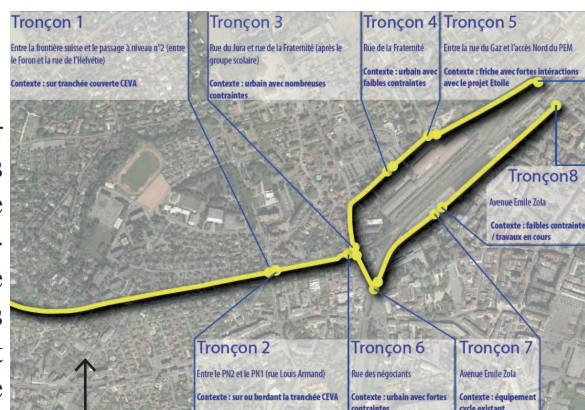 Tronçon 1
Entre la frontière suisse et le passage à niveau n°2 (entre
le Foron et la rue de l'Helvétie)
Contexte : sur tranchée couverte CEVA
Tronçon 3
Rue du Jura et rue de la Fraternité (après le
groupe scolaire)
Contexte : urbain avec nombreuses
contraintes
Tronçon 4
Rue de la Fraternité
Contexte : urbain avec
faibles contraintes
Tronçon 5
Entre la rue du Gaz et l'accès Nord du PEM
Contexte : friche avec fortes intéractions
avec le projet Etoile
Tronçon8
Avenue Emile Zola
Contexte : faibles contrainte
/ travaux en cours
Tronçon 2
Entre le PN2 et le PN1 (rue Louis Armand)
Contexte : sur ou bordant la tranchée CEVA
Tronçon 6
Rue des négociants
Contexte : urbain avec fortes
contraintes
Tronçon 7
Avenue Emile Zola
Contexte : équipement
cycle existant